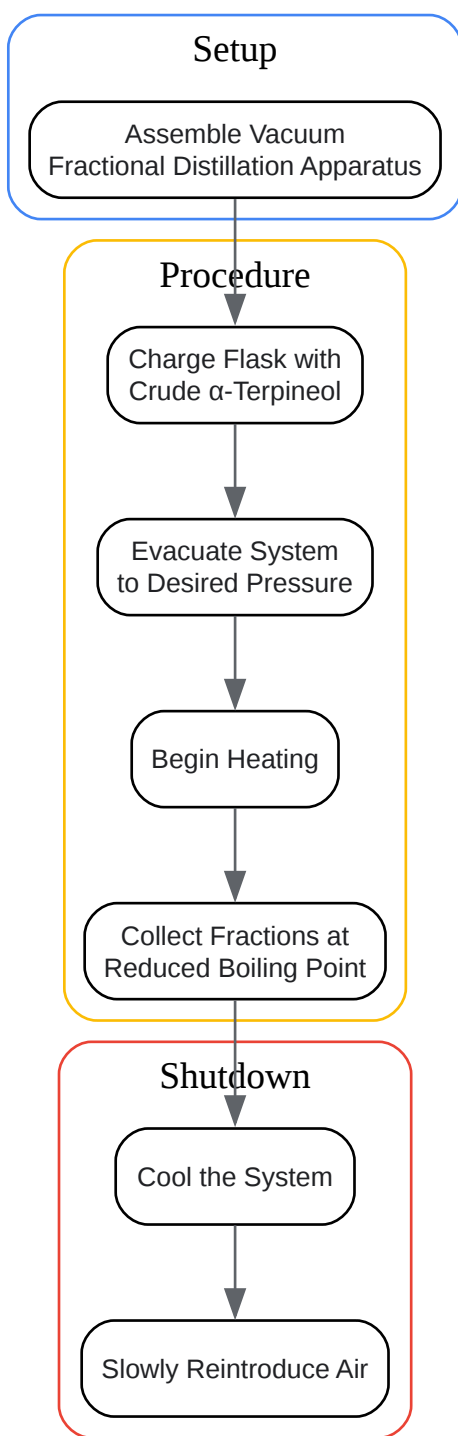 Setup
Assemble Vacuum
Fractional Distillation Apparatus
Procedure
Charge Flask with
Crude α-Terpineol
Evacuate System
to Desired Pressure
Begin Heating
Collect Fractions at
Reduced Boiling Point
Shutdown
Cool the System
Slowly Reintroduce Air